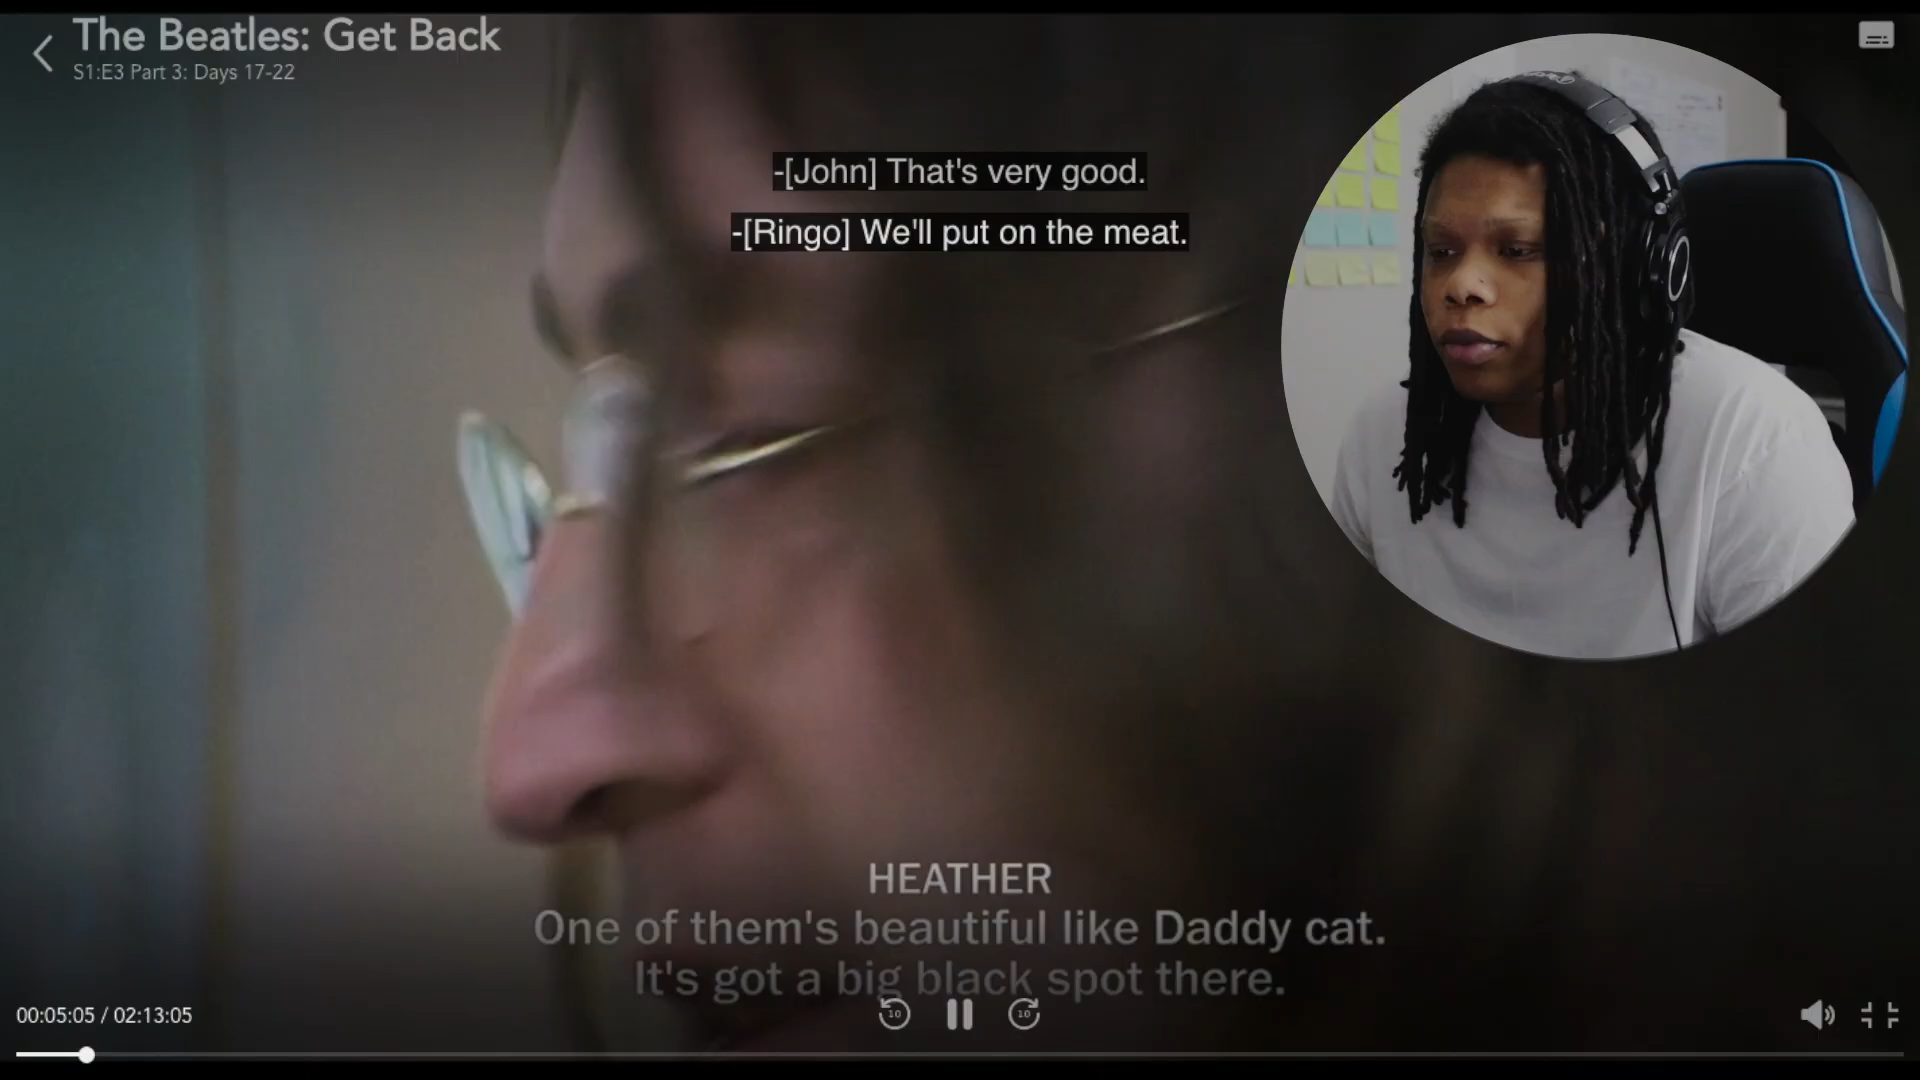 The Beatles: Get Back
S1:E3 Part 3: Days 17-22
-[John] That's very good.
-[Ringo] We'll put on the meat.
HEATHER
One of them's beautiful like Daddy cat.
It's got a big black spot there.
10
10
00:05:05 / 02:13:05